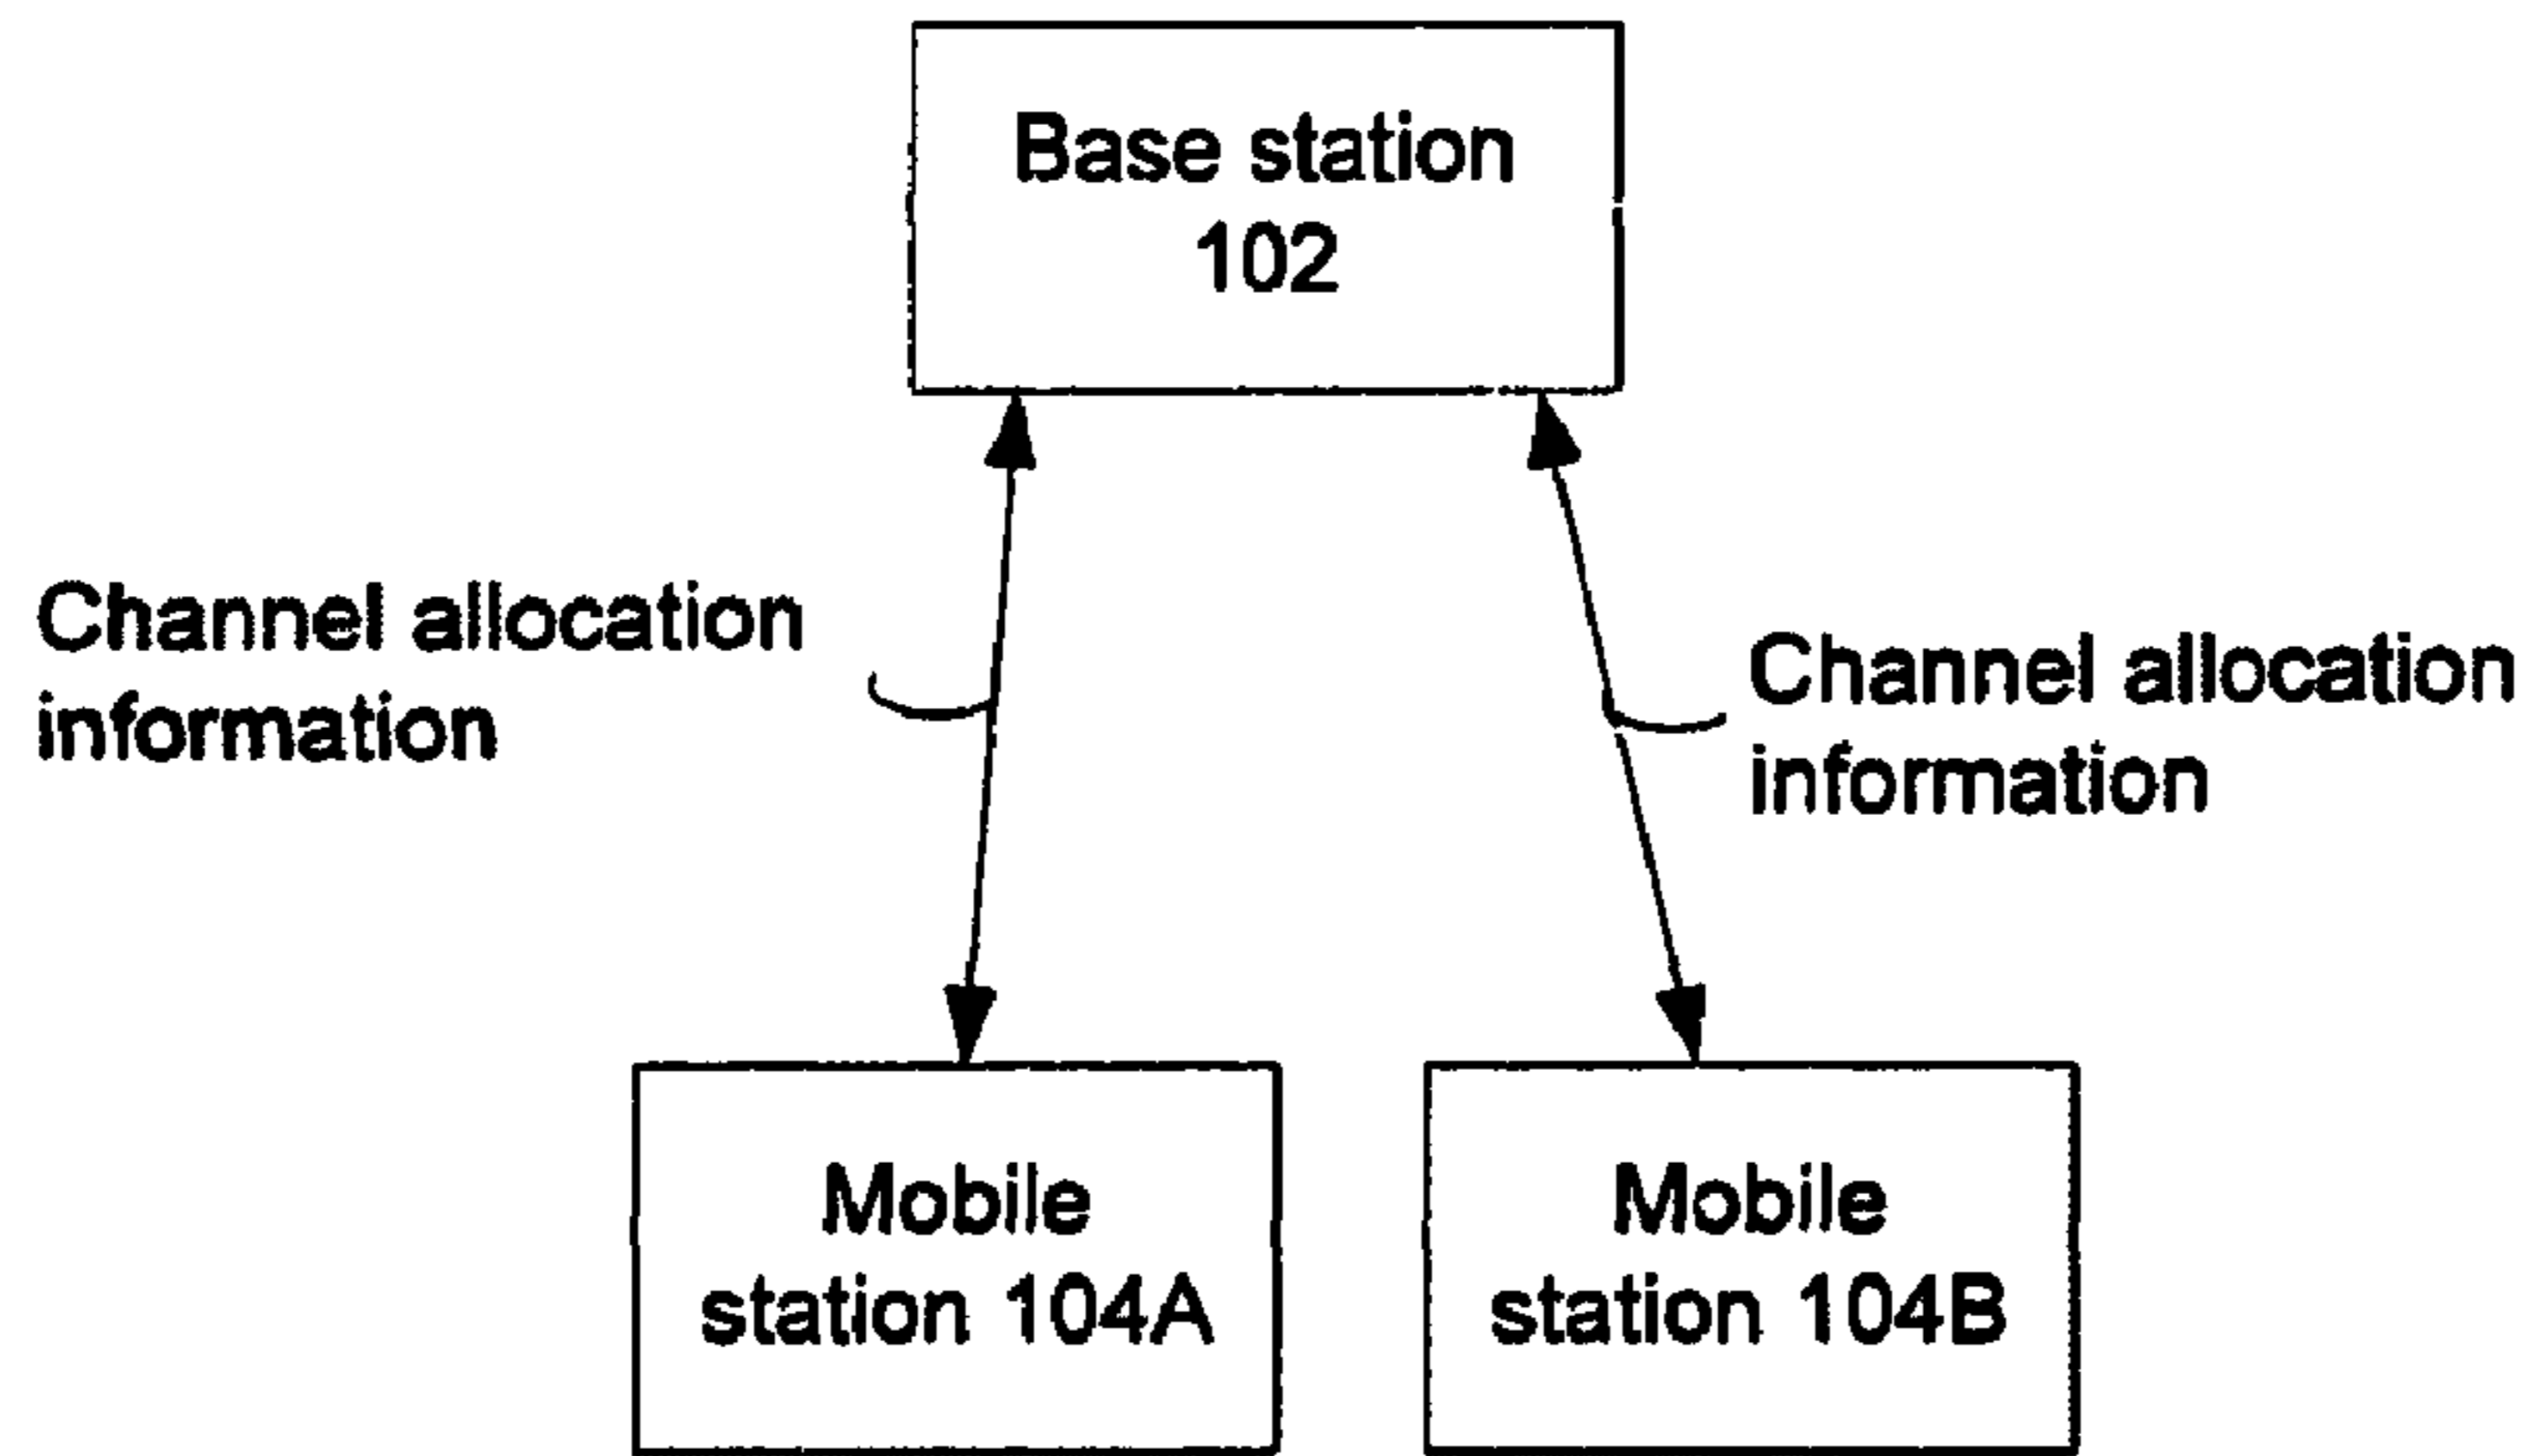 Base station
102
Channel allocation
information
Channel allocation
information
Mobile
station 104A
Mobile
station 104B